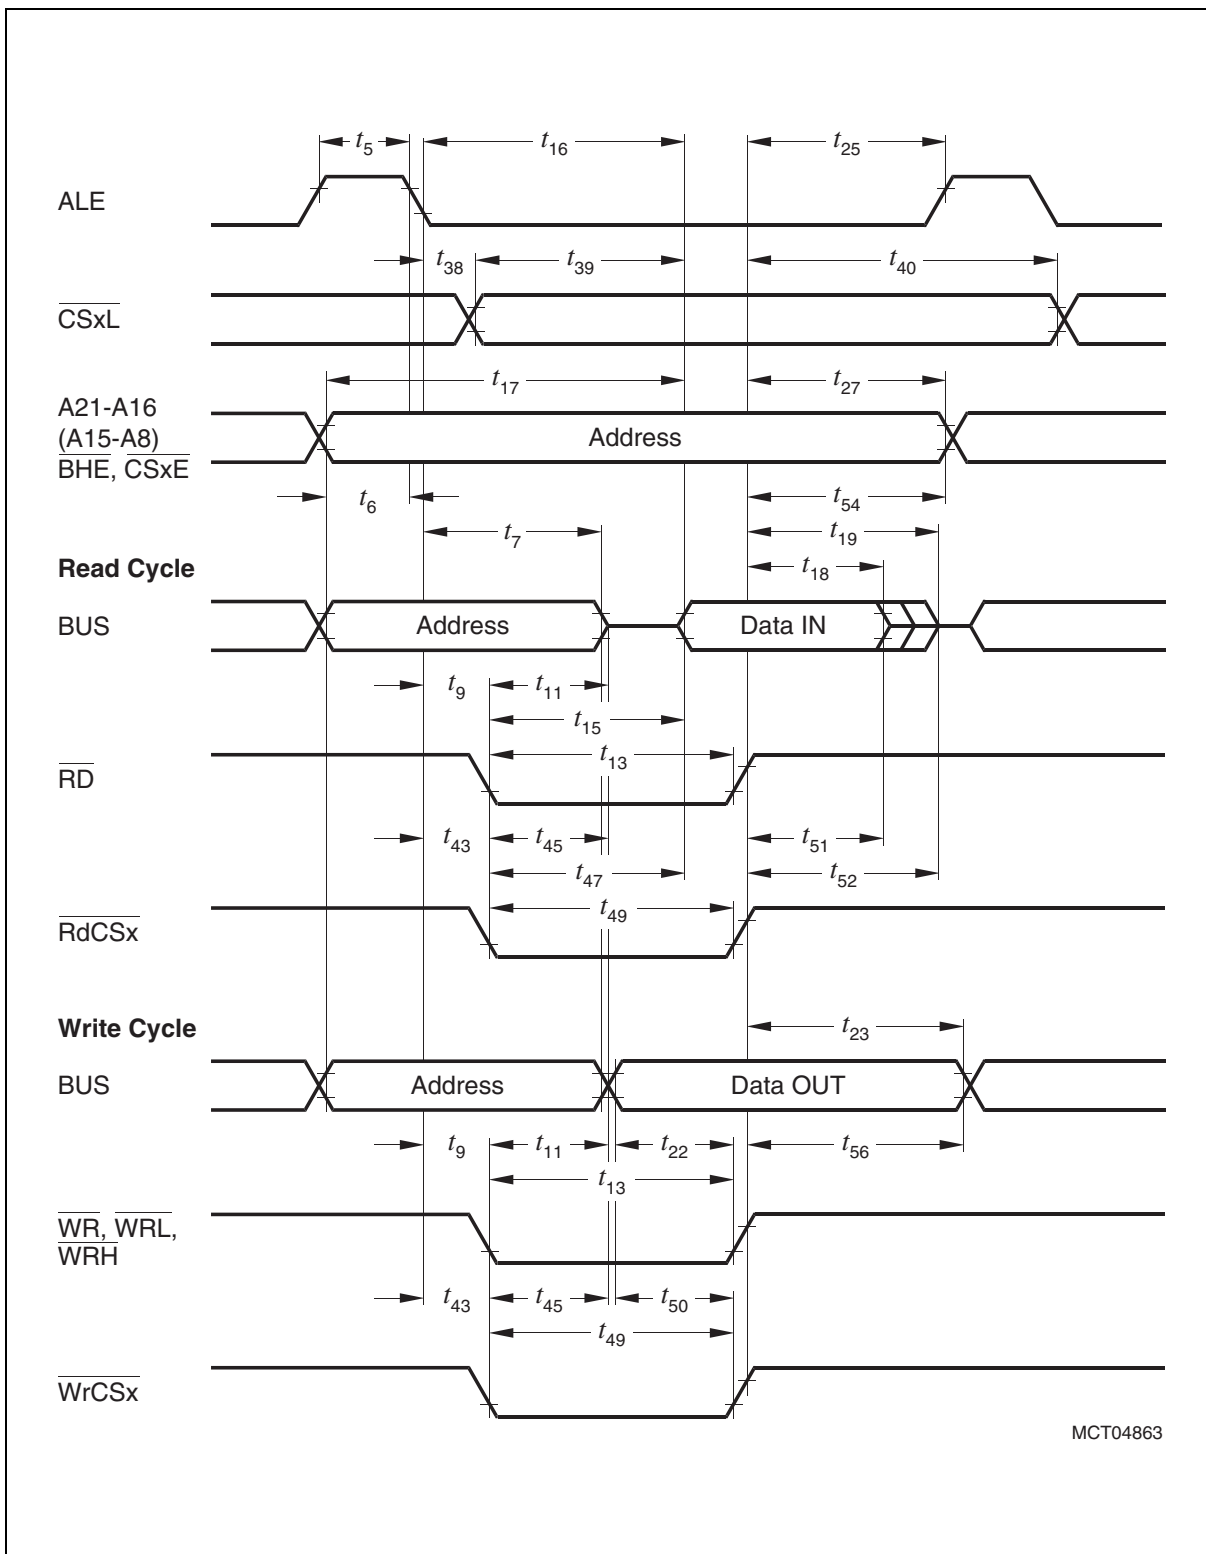 t5 t16 t25
ALE
t38 t39 t40
CSxL
t17 t27
A21-A16
(A15-A8)
BHE, CSxE
Address
t6 t54
t7 t19
t18
Read Cycle
BUS Address Data IN
t9 t11
t15
t13
RD
t43 t45 t51
t47 t52
t49
RdCSx
Write Cycle
t23
BUS Address Data OUT
t9 t11 t22 t56
t13
WR, WRL,
WRH
t43 t45 t50
t49
WrCSx
MCT04863